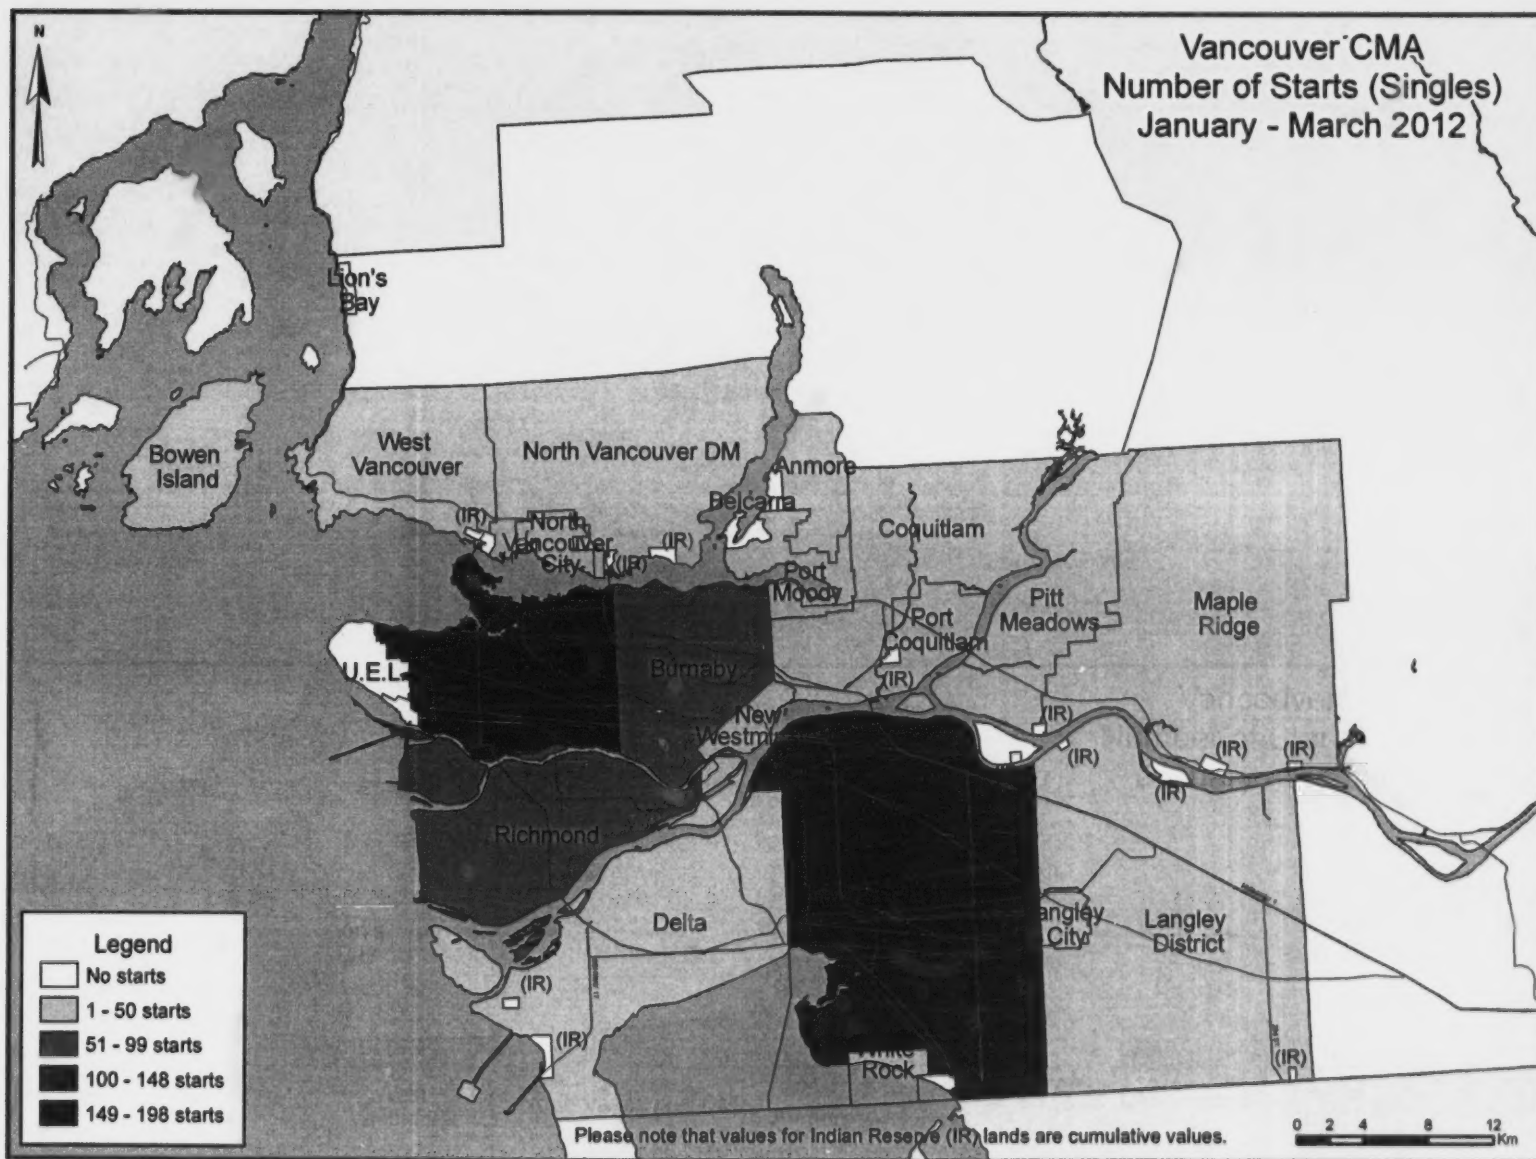 N
Vancouver CMA
Number of Starts (Singles)
January - March 2012
Lion's
Bay
Bowen
Island
West
Vancouver
North Vancouver DM
Anmore
Belcarra
(IR)
North
Vancouver
City
(IR)
(IR)
Coquitlam
Port
Moody
Port
Coquitlam
(IR)
Pitt
Meadows
Maple
Ridge
U.E.L.
Burnaby
New
(IR)
(IR)
(IR)
(IR)
(IR)
Richmond
Delta
angley
City
Langley
District
(IR)
(IR)
(IR)
Rock
Legend
No starts
1 - 50 starts
51 - 99 starts
100 - 148 starts
149 - 198 starts
Please note that values for Indian Reserve (IR) lands are cumulative values.
0 2 4 8 12
Km